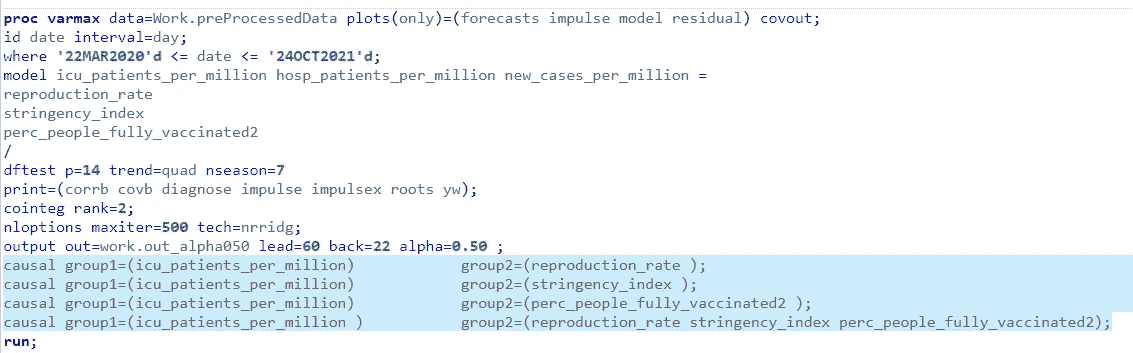 proc varmax data=Work.preProcessedData plots(only)=(forecasts impulse model residual) covout;
id date interval=day;
where '22MAR2020'd <= date <= '24OCT2021'd;
model icu_patients_per_million hosp_patients_per_million new_cases_per_million =
reproduction_rate
stringency_index
perc_people_fully_vaccinated2
/
dftest p=14 trend=quad nseason=7
print=(corrb covb diagnose impulse impulsex roots yw);
cointeg rank=2;
nloptions maxiter=500 tech=nrridg;
output out=work.out_alpha050 lead=60 back=22 alpha=0.50 ;
causal group1=(icu_patients_per_million) group2=(reproduction_rate );
causal group1=(icu_patients_per_million) group2=(stringency_index );
causal group1=(icu_patients_per_million) group2=(perc_people_fully_vaccinated2 );
causal group1=(icu_patients_per_million ) group2=(reproduction_rate stringency_index perc_people_fully_vaccinated2);
run;